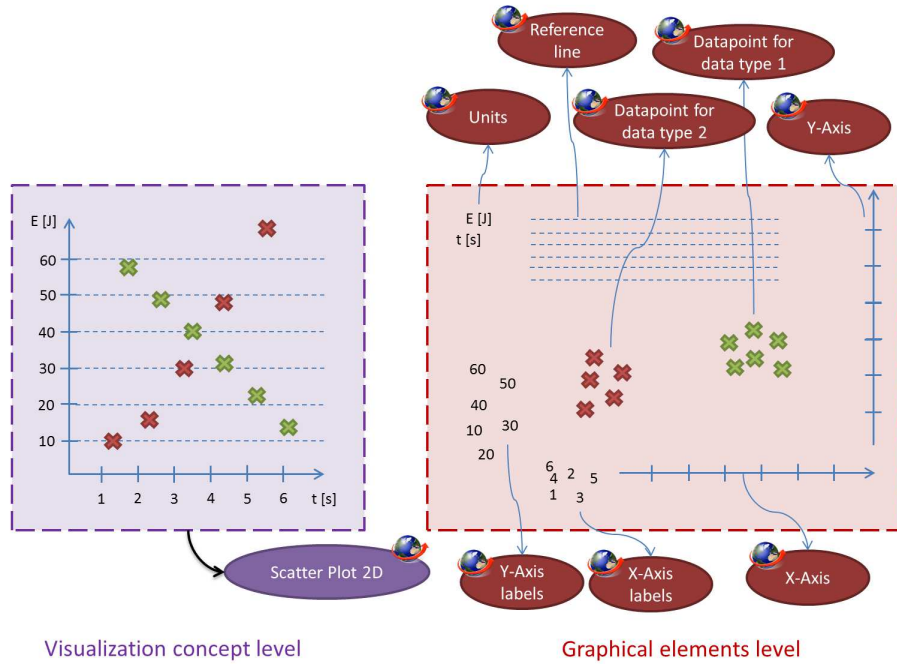 Reference
line
Datapoint for
data type 1
Units
Datapoint for
data type 2
Y-Axis
E [J]
60
50
40
30
20
10
1 2 3 4 5 6 t [s]
E [J]
t [s]
60
50
40
10
30
20
6
4
2
5
1
3
Scatter Plot 2D
Y-Axis
labels
X-Axis
labels
X-Axis
Visualization concept level
Graphical elements level